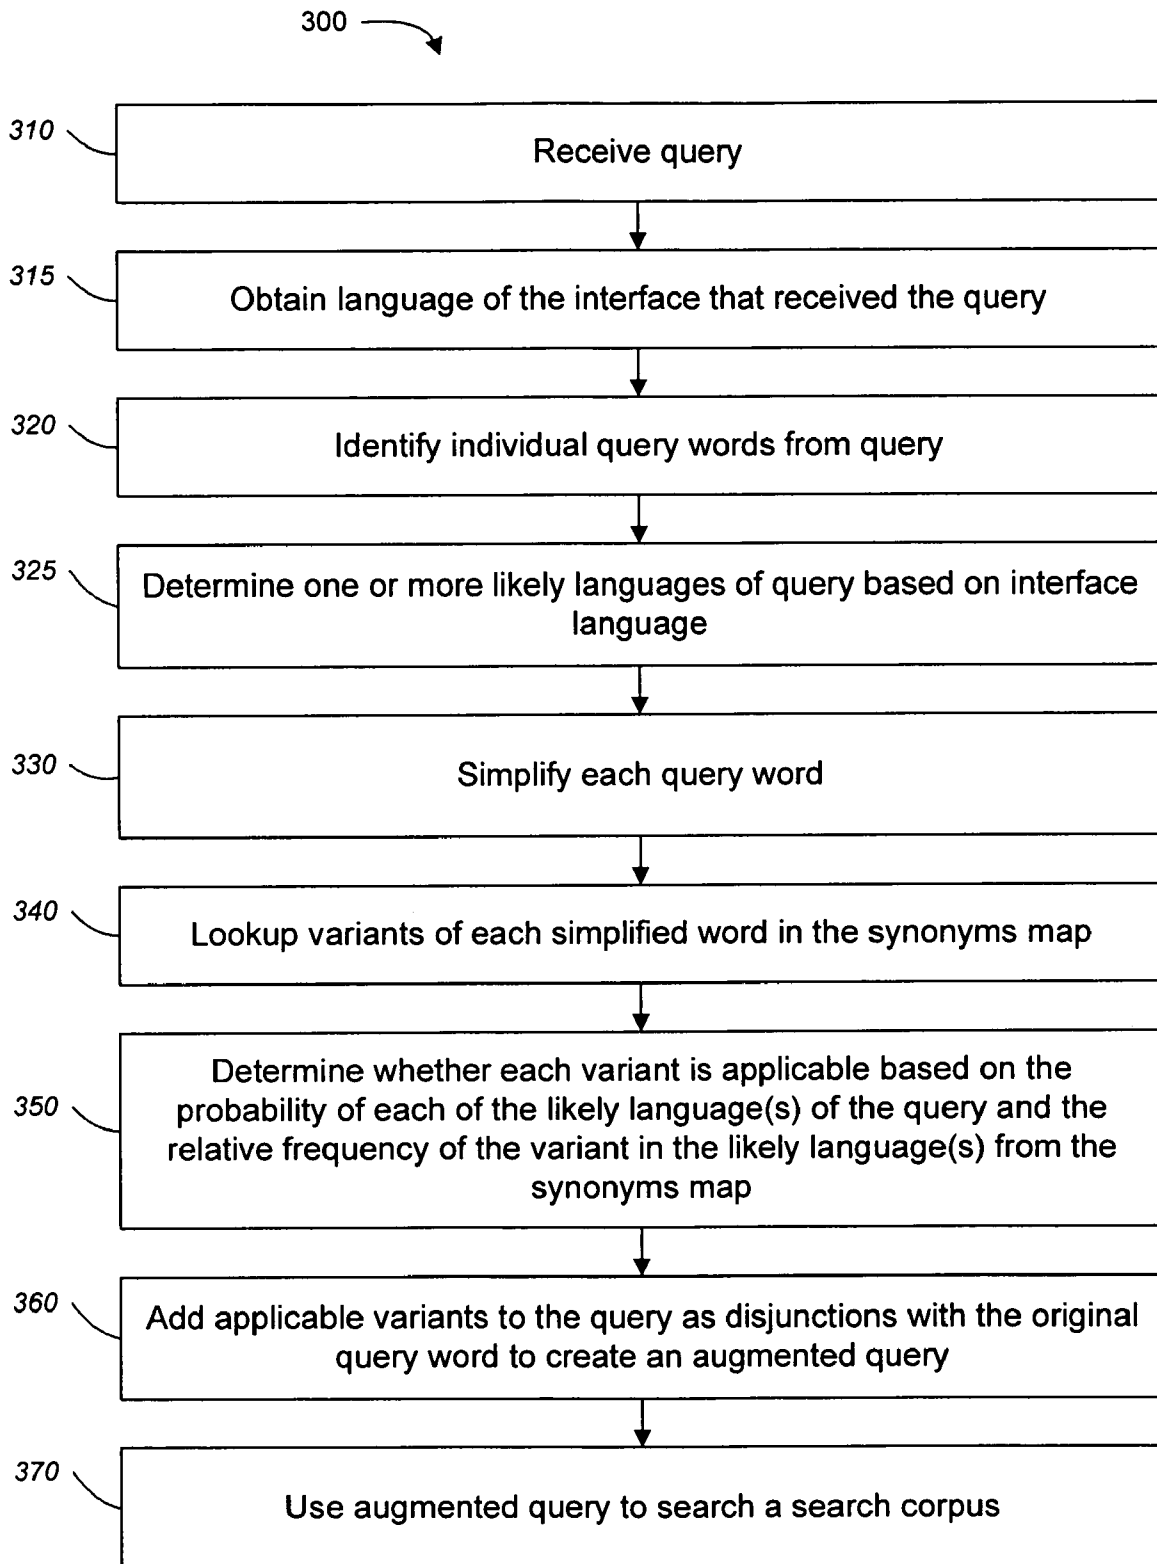 300
310
Receive query
315
Obtain language of the interface that received the query
320
Identify individual query words from query
325
Determine one or more likely languages of query based on interface
language
330
Simplify each query word
340
Lookup variants of each simplified word in the synonyms map
350
Determine whether each variant is applicable based on the
probability of each of the likely language(s) of the query and the
relative frequency of the variant in the likely language(s) from the
synonyms map
360
Add applicable variants to the query as disjunctions with the original
query word to create an augmented query
370
Use augmented query to search a search corpus